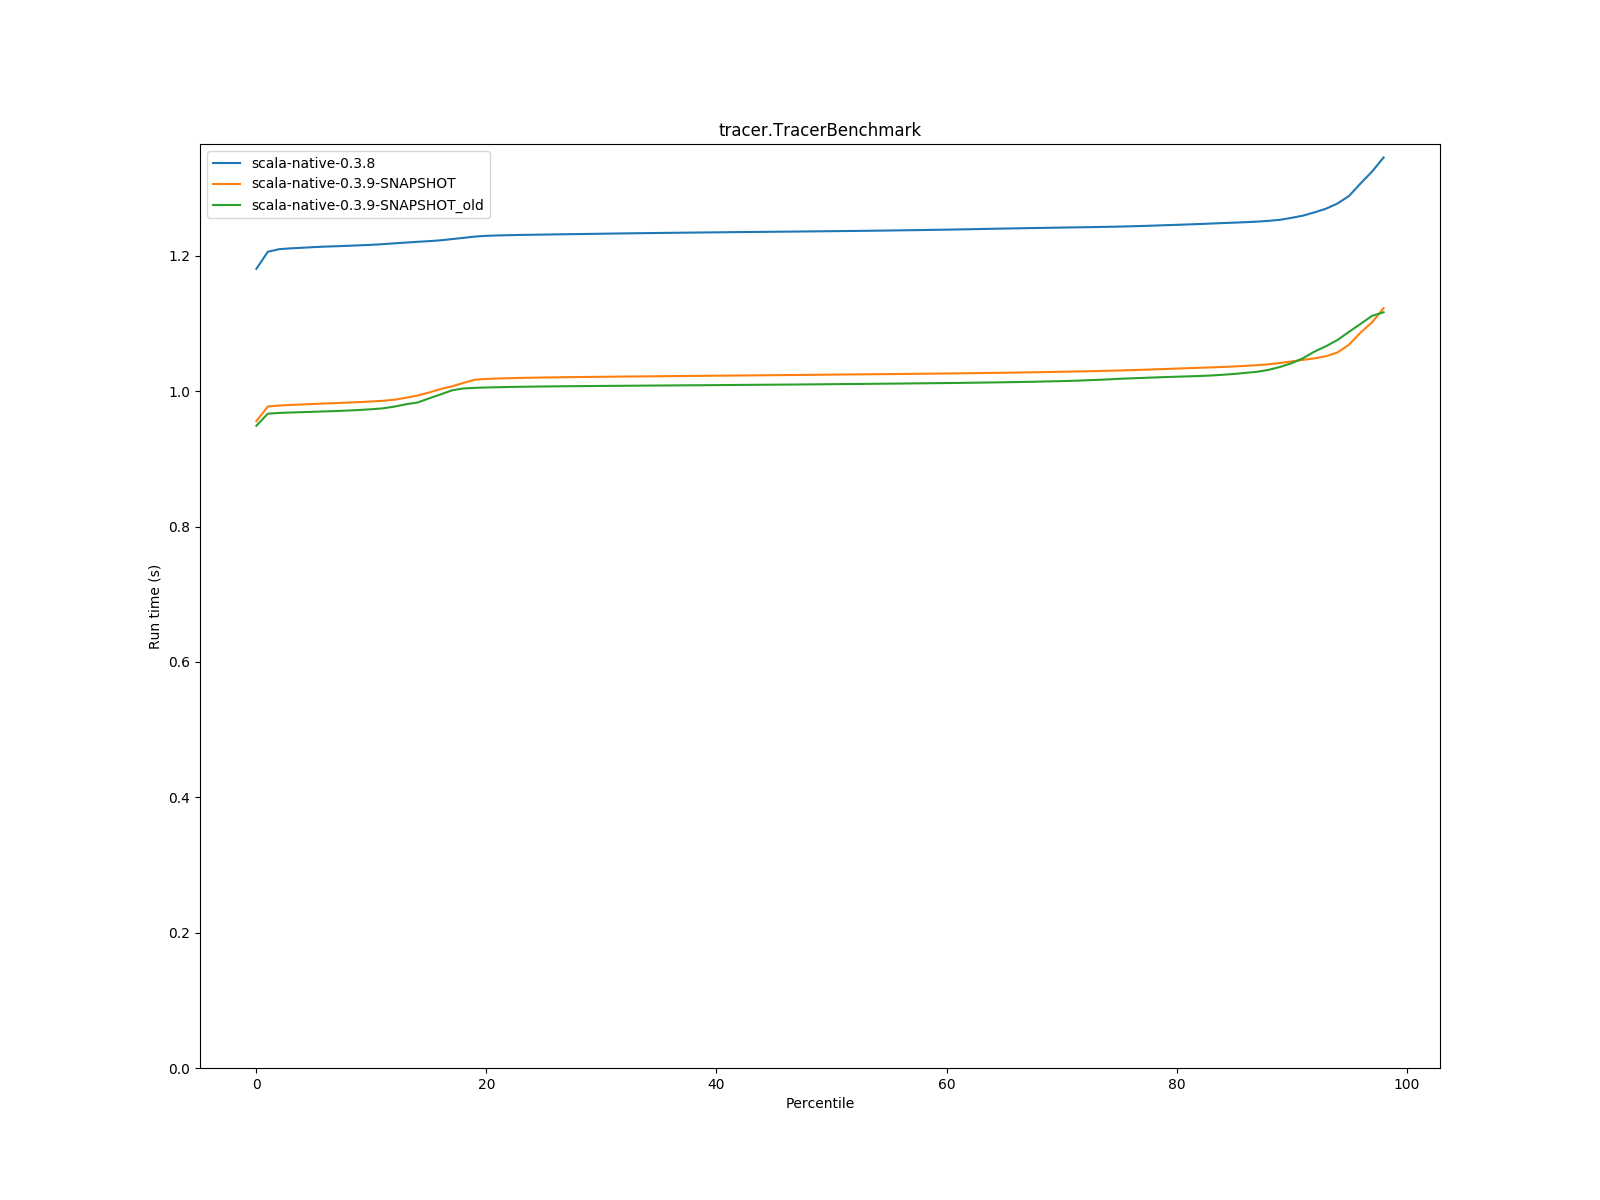 tracer.TracerBenchmark
scala-native-0.3.8
scala-native-0.3.9-SNAPSHOT
scala-native-0.3.9-SNAPSHOT_old
1.2
1.0
0.8
0.6
0.4
0.2
0.0
Run time (s)
0 20 40 60 80 100
Percentile